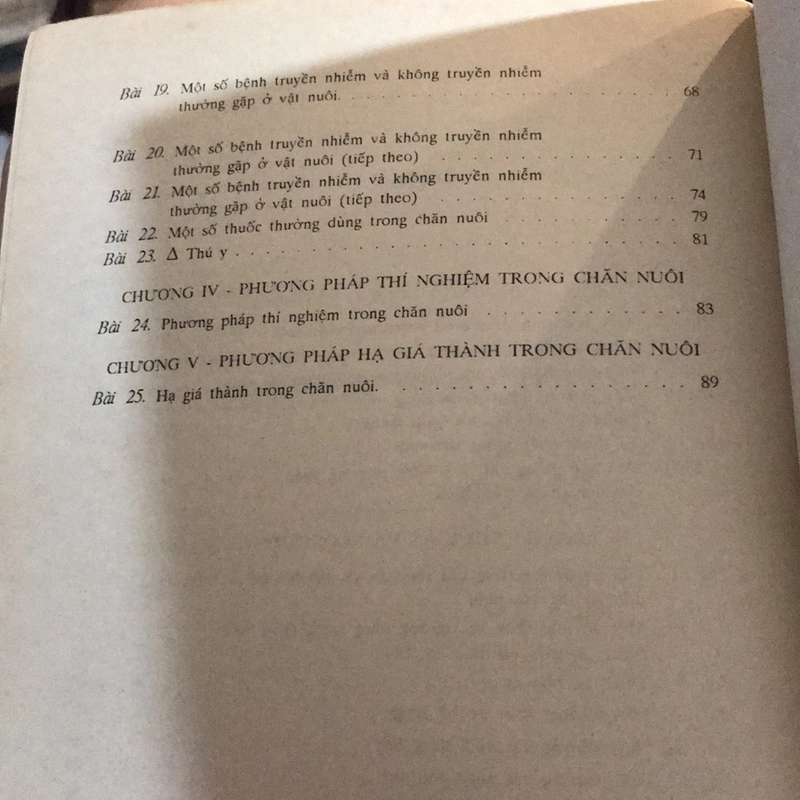 Bài 19. Một số bệnh truyền nhiễm và không truyền nhiễm
thường gặp ở vật nuôi. . . . . . . . . . . . . . . . . . . 68
Bài 20. Một số bệnh truyền nhiễm và không truyền nhiễm
thường gặp ở vật nuôi (tiếp theo) . . . . . . . . . . . . . 71
Bài 21. Một số bệnh truyền nhiễm và không truyền nhiễm
thường gặp ở vật nuôi (tiếp theo) . . . . . . . . . . . . . 74
Bài 22. Một số thuốc thường dùng trong chăn nuôi . . . . . . . . . . 79
Bài 23. Δ Thú y . . . . . . . . . . . . . . . . . . . . . . . . 81
CHƯƠNG IV - PHƯƠNG PHÁP THÍ NGHIỆM TRONG CHĂN NUÔI
Bài 24. Phương pháp thí nghiệm trong chăn nuôi . . . . . . . . . . . 83
CHƯƠNG V - PHƯƠNG PHÁP HẠ GIÁ THÀNH TRONG CHĂN NUÔI
Bài 25. Hạ giá thành trong chăn nuôi. . . . . . . . . . . . . . . . . 89